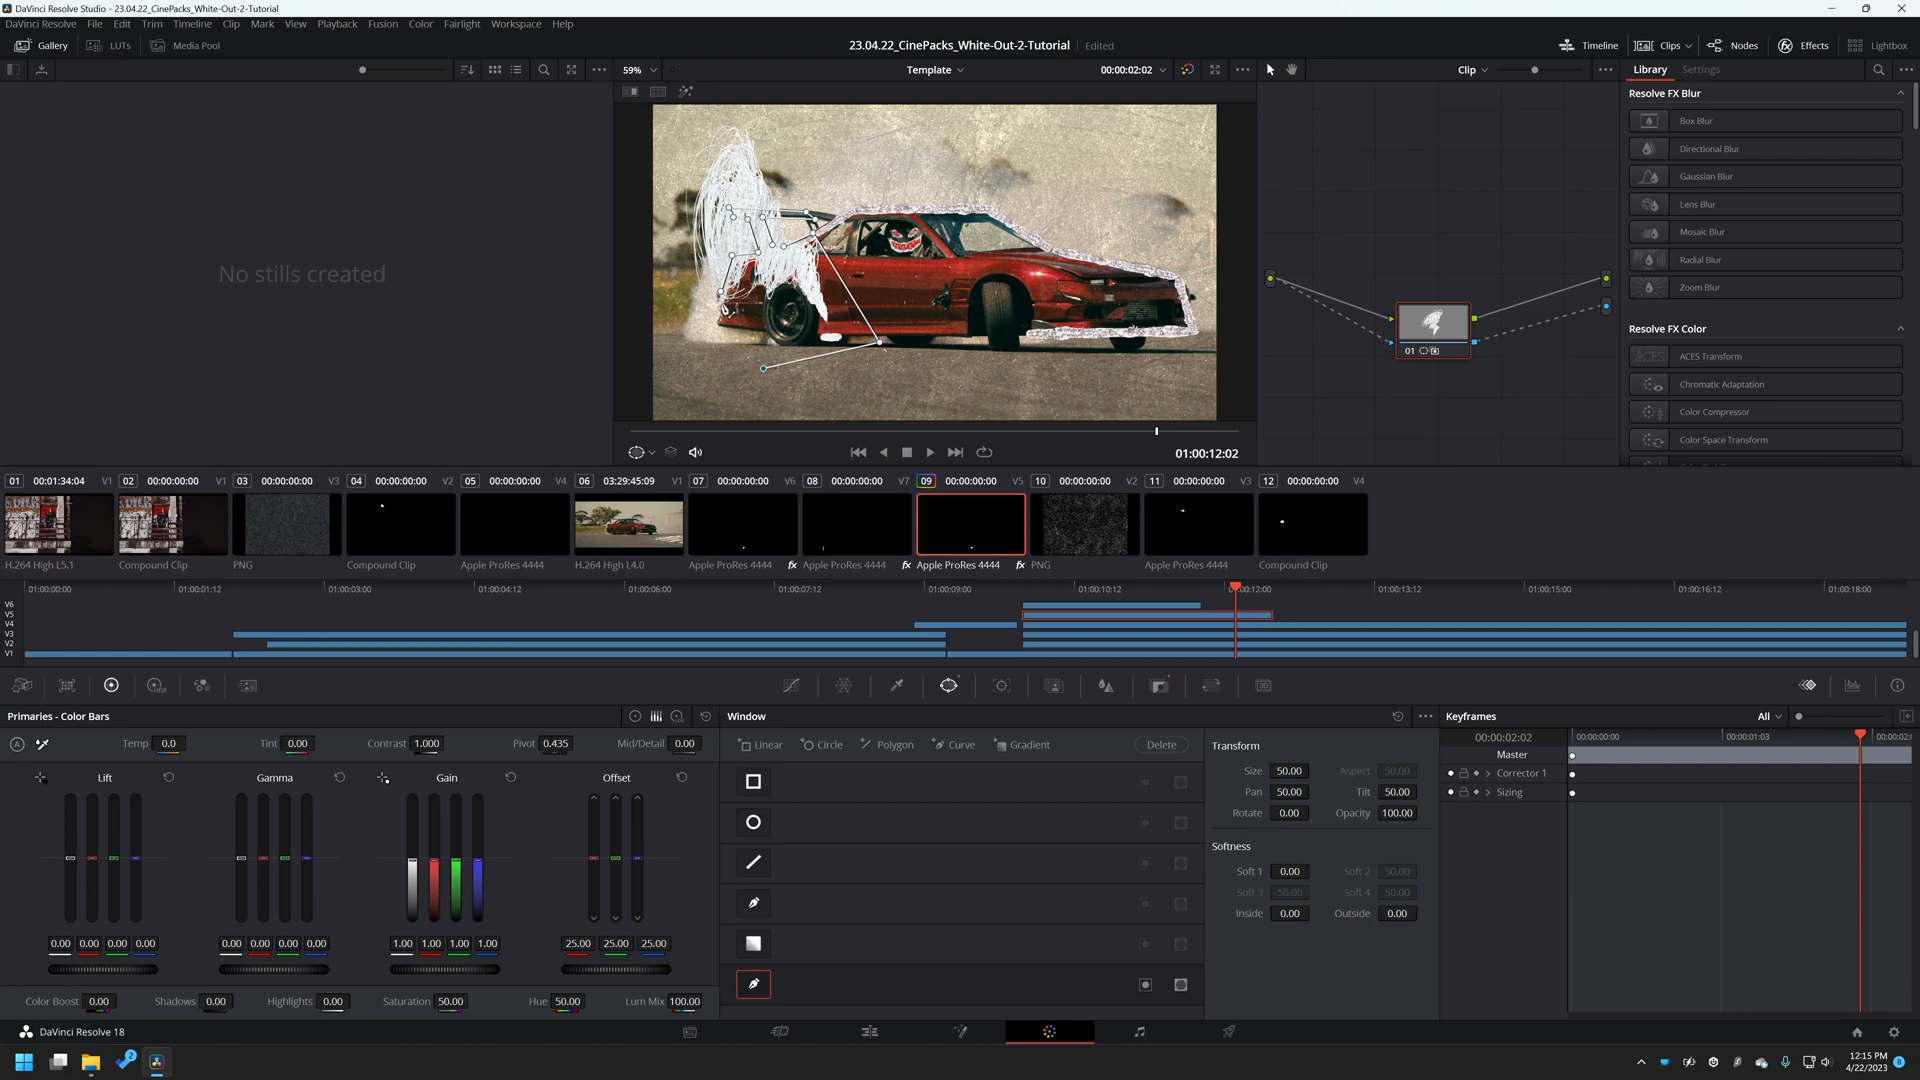 DaVinci Resolve Studio - 23.04.22_CinePacks_White-Out-2-Tutorial
DaVinci Resolve File Edit Trim Timeline Clip Mark View Playback Fusion Color Fairlight Workspace Help
Gallery LUTs Media Pool 23.04.22_CinePacks_White-Out-2-Tutorial Edited Timeline Clips Nodes Effects Lightbox
59% Template 00:00:02:02 Clip Library Settings
Resolve FX Blur
Box Blur
Directional Blur
Gaussian Blur
Lens Blur
Mosaic Blur
Radial Blur
Zoom Blur
No stills created
Resolve FX Color
ACES Transform
Chromatic Adaptation
Color Compressor
Color Space Transform
01
01:00:12:02
01 00:01:34:04 V1 02 00:00:00:00 V1 03 00:00:00:00 V3 04 00:00:00:00 V2 05 00:00:00:00 V4 06 03:29:45:09 V1 07 00:00:00:00 V6 08 00:00:00:00 V7 09 00:00:00:00 V5 10 00:00:00:00 V2 11 00:00:00:00 V3 12 00:00:00:00 V4
H.264 High L5.1 Compound Clip PNG Compound Clip Apple ProRes 4444 H.264 High L4.0 Apple ProRes 4444 fx Apple ProRes 4444 fx Apple ProRes 4444 fx PNG Apple ProRes 4444 Compound Clip
01:00:00:00 01:00:01:12 01:00:03:00 01:00:04:12 01:00:06:00 01:00:07:12 01:00:09:00 01:00:10:12 01:00:12:00 01:00:13:12 01:00:15:00 01:00:16:12 01:00:18:00
V6
V5
V4
V3
V2
V1
HDR 3D
Primaries - Color Bars Window Keyframes All
A Temp 0.0 Tint 0.00 Contrast 1.000 Pivot 0.435 Mid/Detail 0.00
Linear Circle Polygon Curve Gradient Delete
Transform
Size 50.00 Aspect 50.00
Pan 50.00 Tilt 50.00
Rotate 0.00 Opacity 100.00
Softness
Soft 1 0.00 Soft 2 50.00
Soft 3 50.00 Soft 4 50.00
Inside 0.00 Outside 0.00
00:00:02:02 00:00:00:00 00:00:01:03
Master
Corrector 1
Sizing
Lift Gamma Gain Offset
0.00 0.00 0.00 0.00 0.00 0.00 0.00 0.00 1.00 1.00 1.00 1.00 25.00 25.00 25.00
Color Boost 0.00 Shadows 0.00 Highlights 0.00 Saturation 50.00 Hue 50.00 Lum Mix 100.00
DaVinci Resolve 18
2
12:15 PM
4/22/2023
8